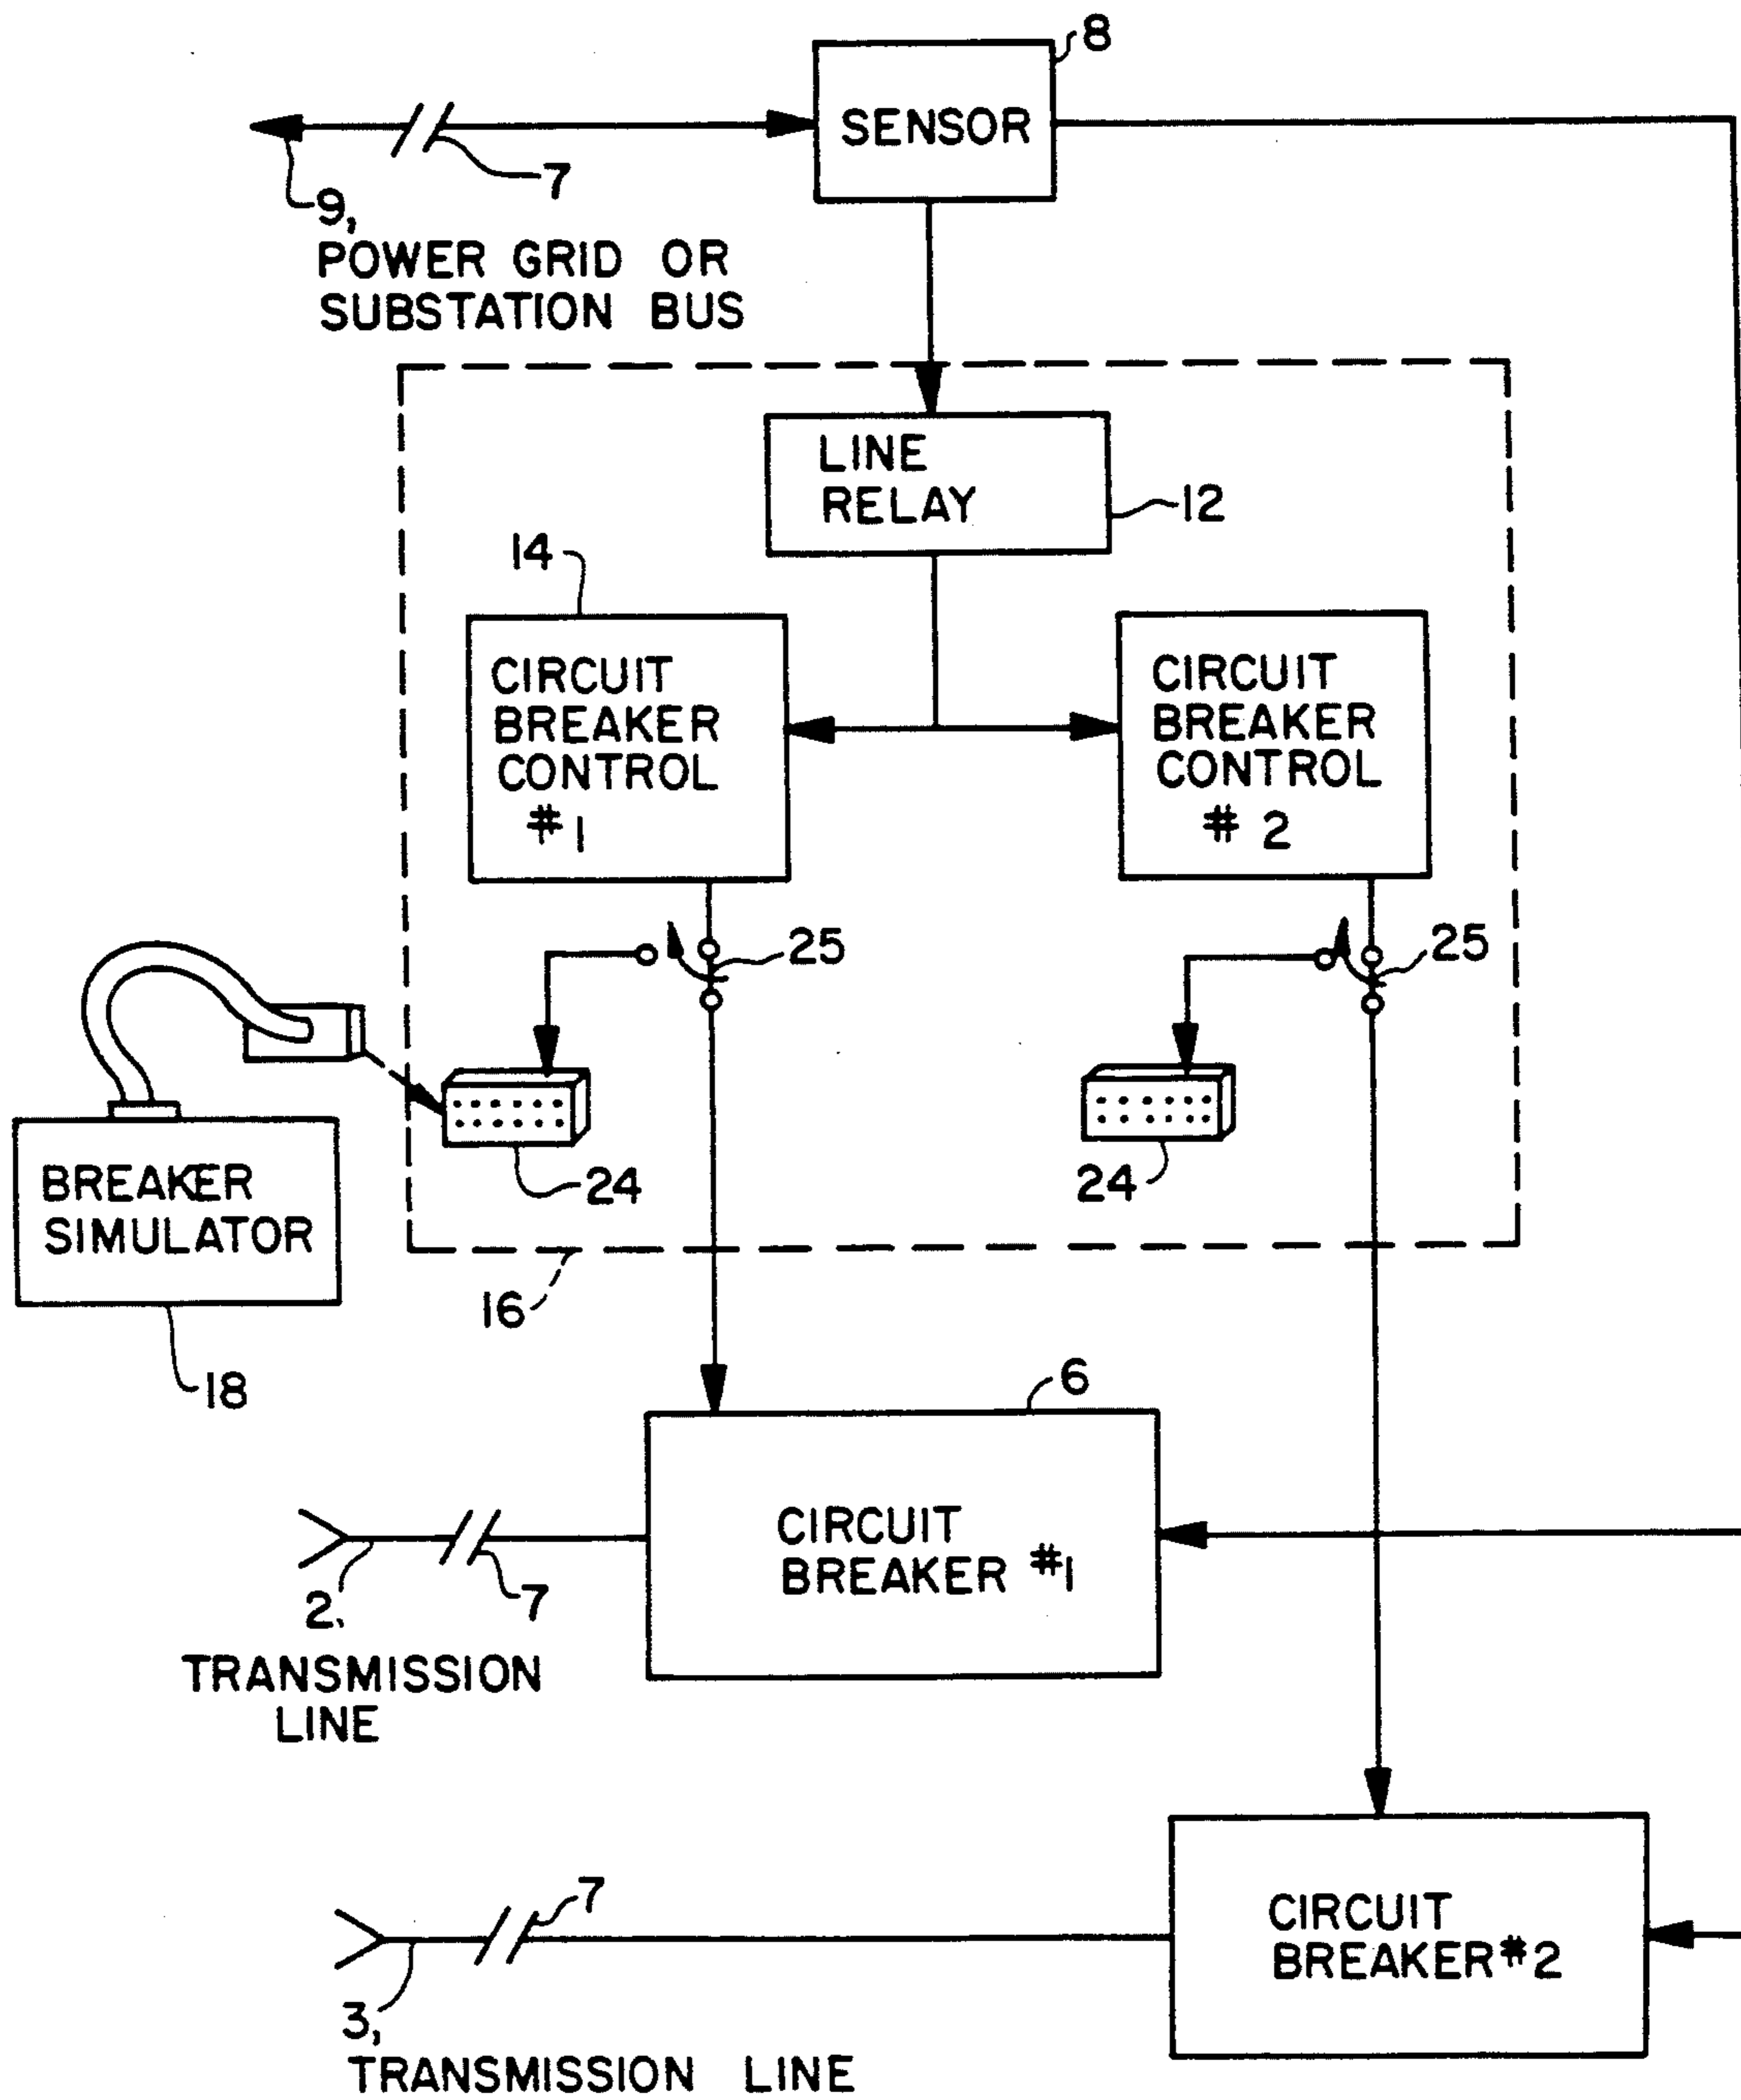 8
SENSOR
7
9,
POWER GRID OR
SUBSTATION BUS
LINE
RELAY
12
14
CIRCUIT
BREAKER
CONTROL
# 1
CIRCUIT
BREAKER
CONTROL
# 2
25
25
24
24
BREAKER
SIMULATOR
16
18
6
CIRCUIT
BREAKER #1
2,
7
TRANSMISSION
LINE
7
CIRCUIT
BREAKER #2
3,
TRANSMISSION LINE